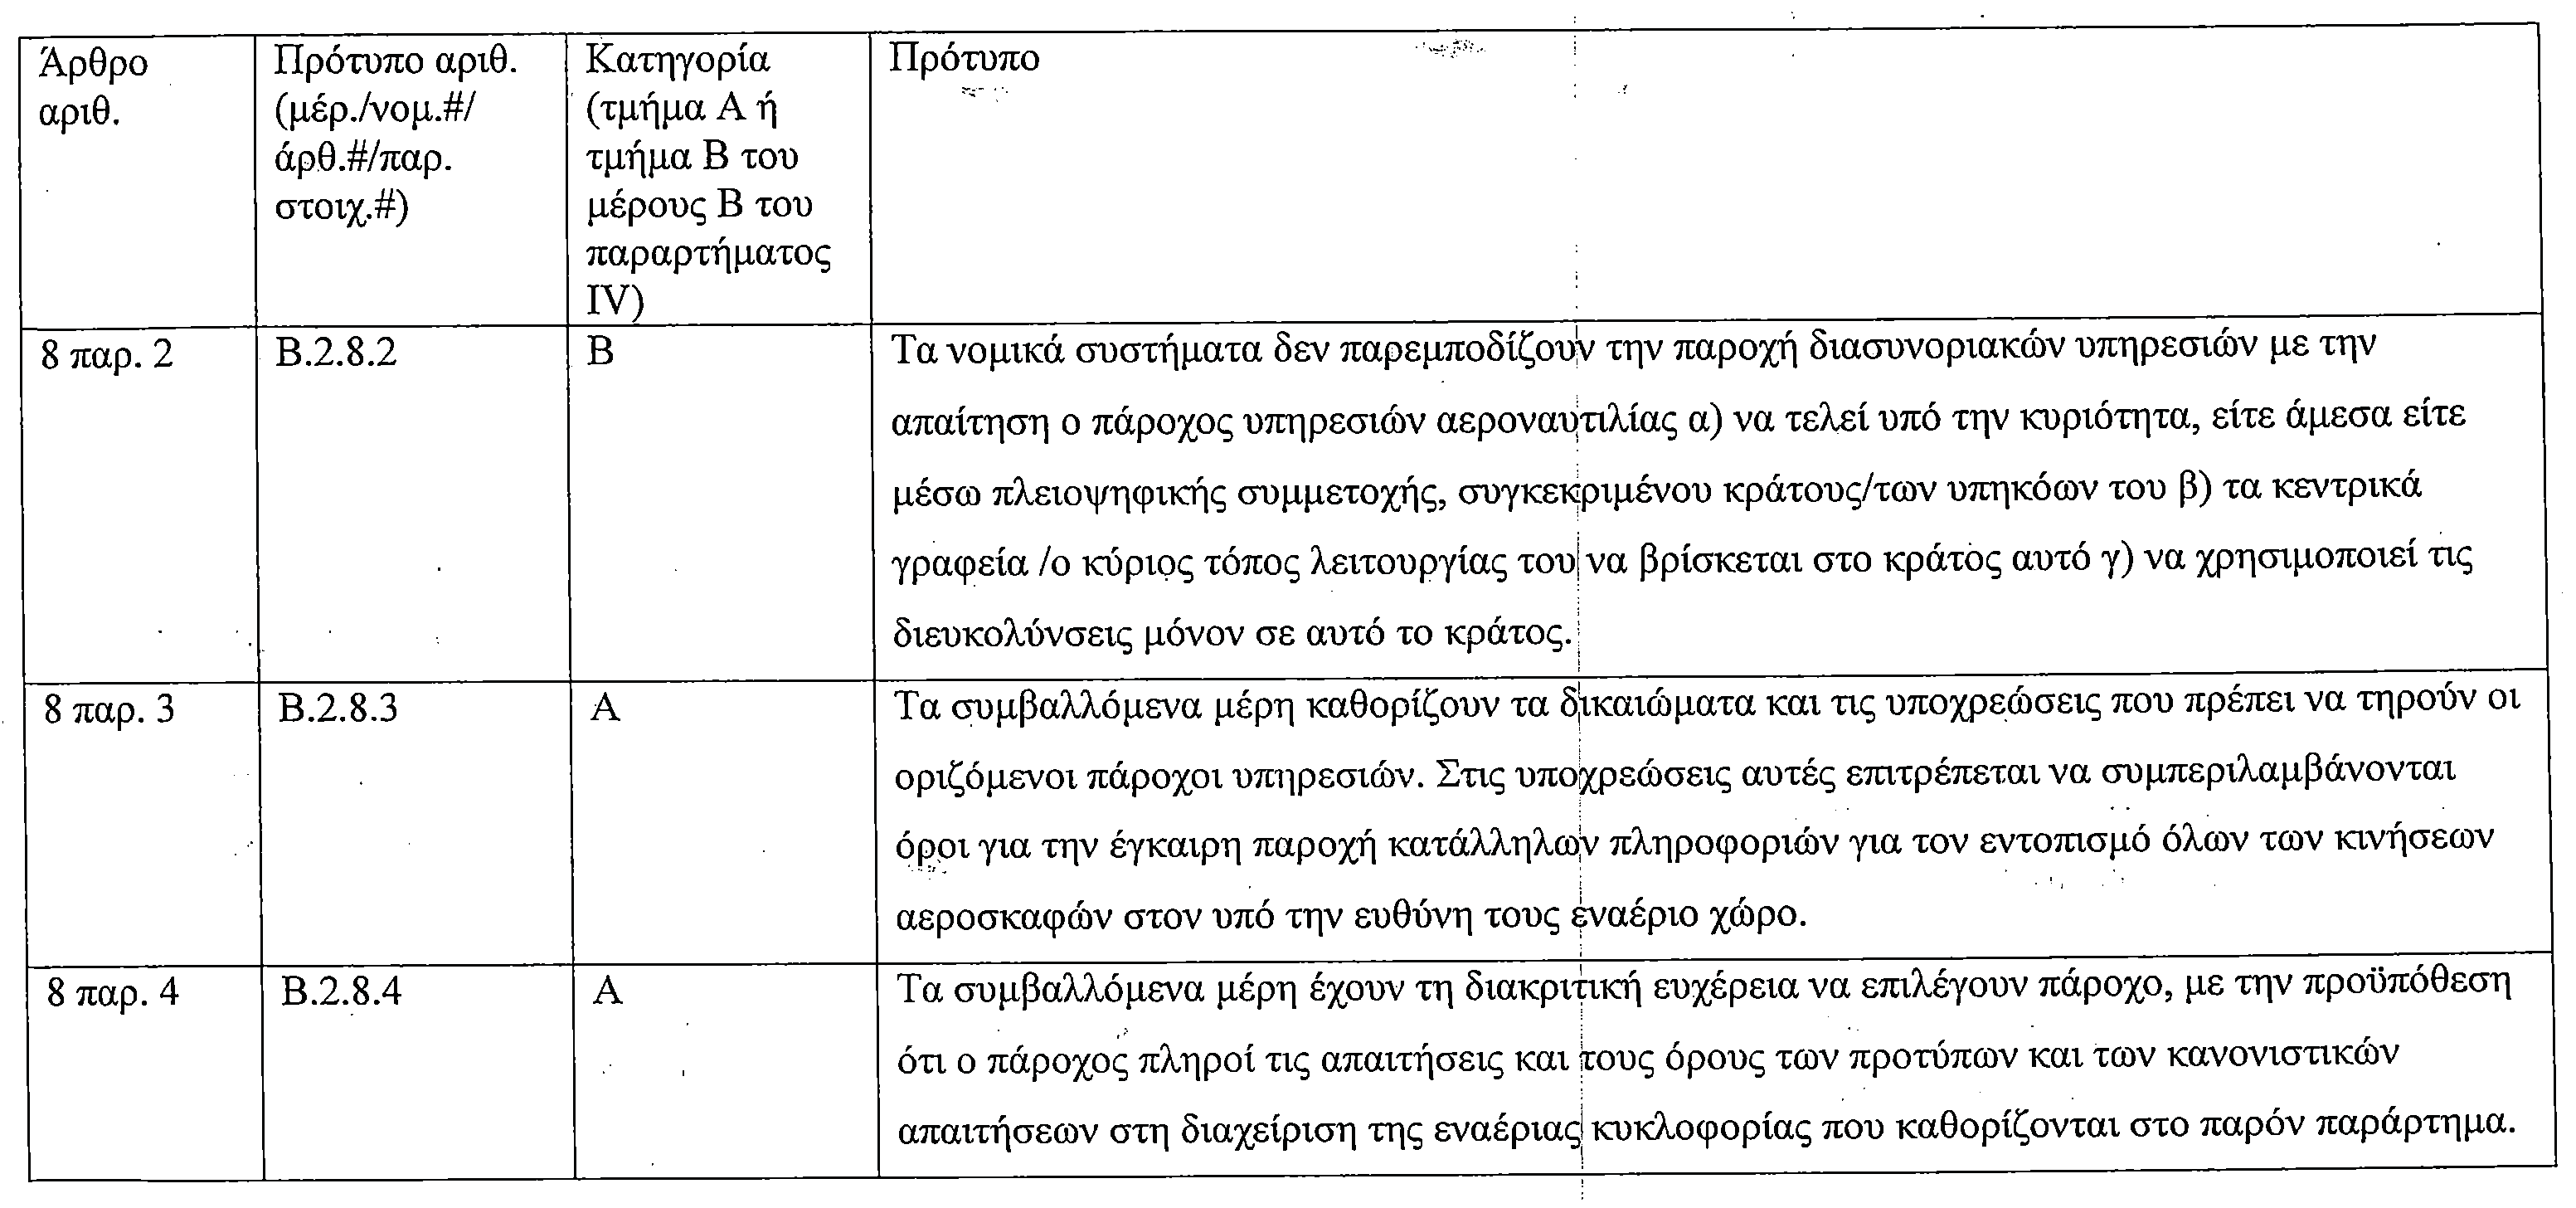 Άρθρο
αριθ.
Πρότυπο αριθ.
(μέρ./νομ.#/
άρθ.#/παρ.
στοιχ.#)
Κατηγορία
(τμήμα Α ή
τμήμα Β του
μέρους Β του
παραρτήματος
IV)
Πρότυπο
8 παρ. 2
Β.2.8.2
Β
Τα νομικά συστήματα δεν παρεμποδίζουν την παροχή διασυνοριακών υπηρεσιών με την
απαίτηση ο πάροχος υπηρεσιών αεροναυτιλίας α) να τελεί υπό την κυριότητα, είτε άμεσα είτε
μέσω πλειοψηφικής συμμετοχής, συγκεκριμένου κράτους/των υπηκόων του β) τα κεντρικά
γραφεία /ο κύριος τόπος λειτουργίας του να βρίσκεται στο κράτος αυτό γ) να χρησιμοποιεί τις
διευκολύνσεις μόνον σε αυτό το κράτος.
8 παρ. 3
Β.2.8.3
Α
Τα συμβαλλόμενα μέρη καθορίζουν τα δικαιώματα και τις υποχρεώσεις που πρέπει να τηρούν οι
οριζόμενοι πάροχοι υπηρεσιών. Στις υποχρεώσεις αυτές επιτρέπεται να συμπεριλαμβάνονται
όροι για την έγκαιρη παροχή κατάλληλων πληροφοριών για τον εντοπισμό όλων των κινήσεων
αεροσκαφών στον υπό την ευθύνη τους εναέριο χώρο.
8 παρ. 4
Β.2.8.4
Α
Τα συμβαλλόμενα μέρη έχουν τη διακριτική ευχέρεια να επιλέγουν πάροχο, με την προϋπόθεση
ότι ο πάροχος πληροί τις απαιτήσεις και τους όρους των προτύπων και των κανονιστικών
απαιτήσεων στη διαχείριση της εναέριας κυκλοφορίας που καθορίζονται στο παρόν παράρτημα.